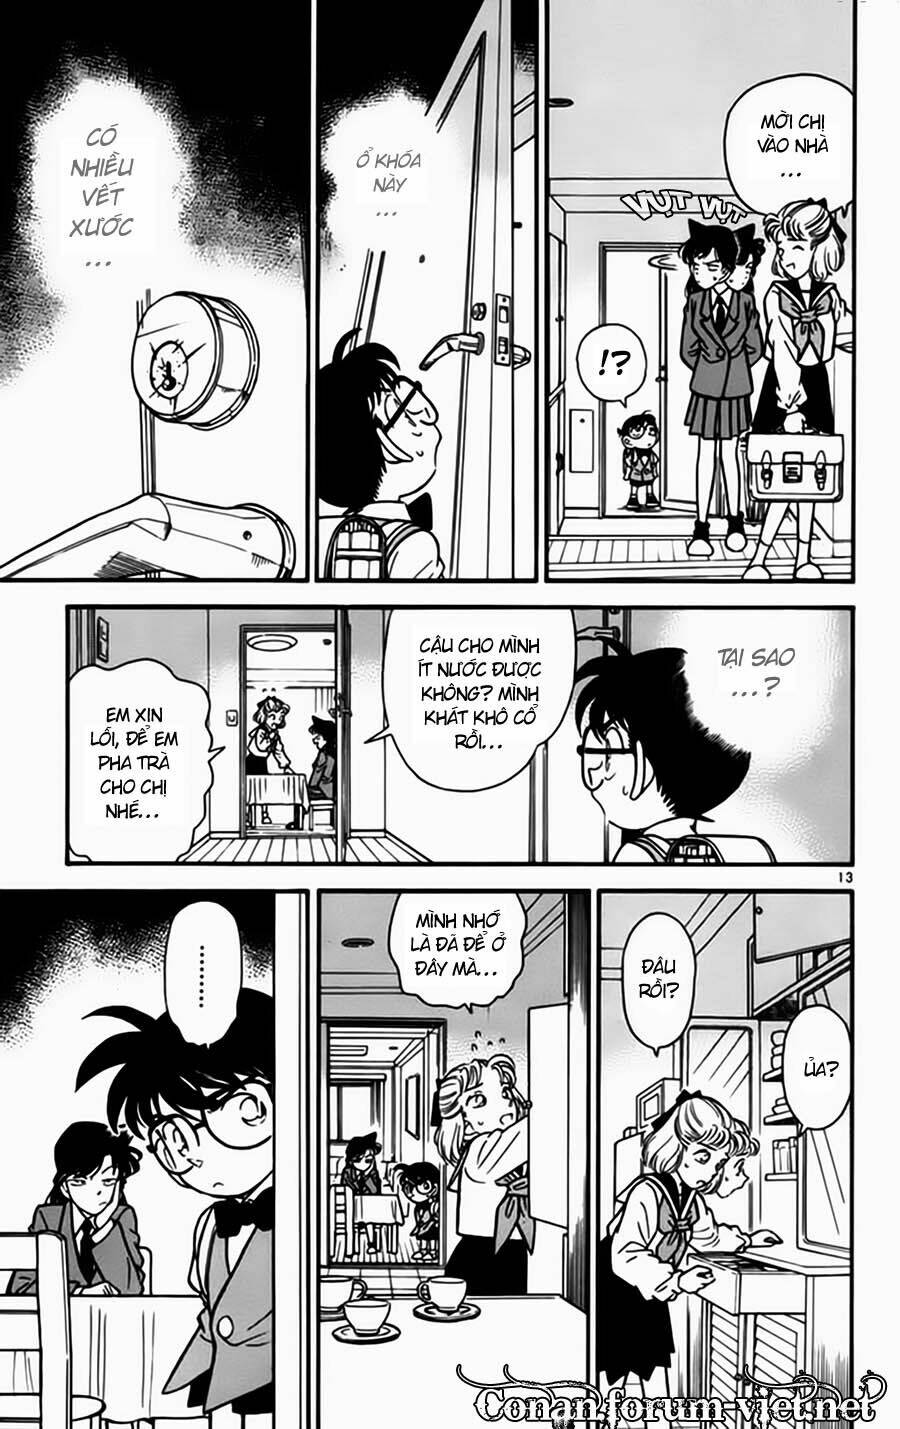 MỜI CHỊ
VÀO NHÀ
...
VỤT VỤT
!?
Ổ KHÓA
NÀY
...
CÓ
NHIỀU
VẾT
XƯỚC
...
TẠI SAO
...?
CẬU CHO MÌNH
ÍT NƯỚC ĐƯỢC
KHÔNG? MÌNH
KHÁT KHÔ CỔ
RỒI...
EM XIN
LỖI, ĐỂ EM
PHA TRÀ
CHO CHỊ
NHÉ...
13
ỦA?
ĐÂU
RỒI?
MÌNH NHỚ
LÀ ĐÃ ĐỂ Ở
ĐÂY MÀ...
.........
Conan.forum-viet.net